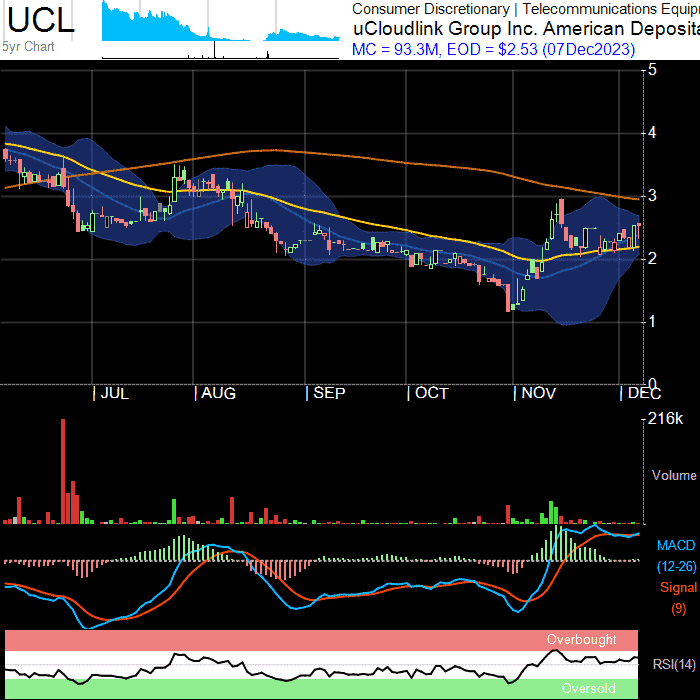 UCL
5yr Chart
Consumer Discretionary | Telecommunications Equip
uCloudlink Group Inc. American Deposita
MC = 93.3M, EOD = $2.53 (07Dec2023)
5
4
3
2
1
0
| JUL | AUG | SEP | OCT | NOV | DEC
216k
Volume
MACD
(12-26)
Signal
(9)
Overbought
RSI(14)
Oversold